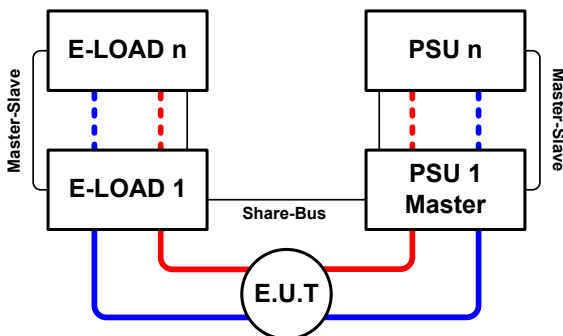 E-LOAD n
PSU n
Master-Slave
Master-Slave
E-LOAD 1
PSU 1
Master
Share-Bus
E.U.T